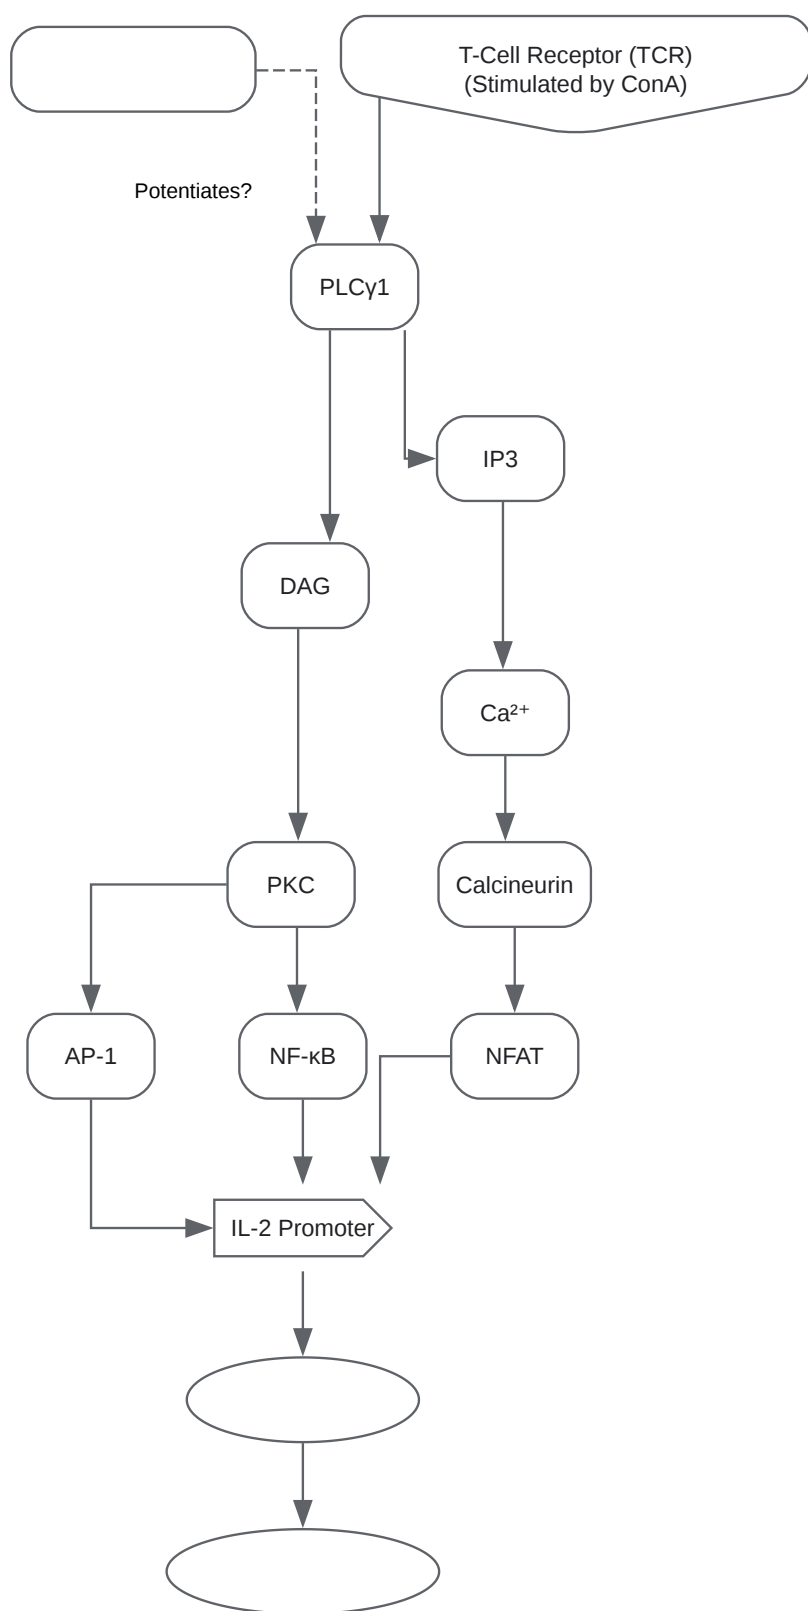 T-Cell Receptor (TCR)
(Stimulated by ConA)
Potentiates?
PLCγ1
IP3
DAG
Ca²⁺
PKC
Calcineurin
AP-1
NF-κB
NFAT
IL-2 Promoter